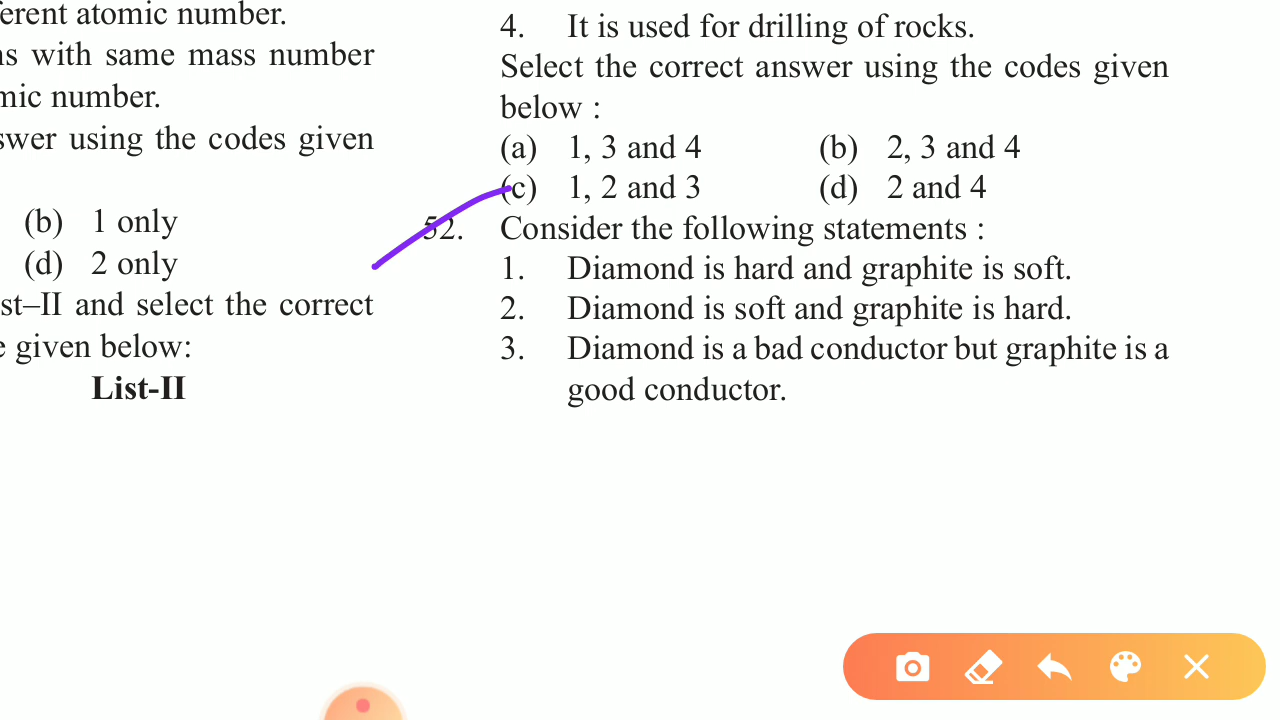 erent atomic number.
ns with same mass number
mic number.
swer using the codes given
(b) 1 only
(d) 2 only
st–II and select the correct
e given below:
List-II
4. It is used for drilling of rocks.
Select the correct answer using the codes given
below :
(a) 1, 3 and 4 (b) 2, 3 and 4
(c) 1, 2 and 3 (d) 2 and 4
52. Consider the following statements :
1. Diamond is hard and graphite is soft.
2. Diamond is soft and graphite is hard.
3. Diamond is a bad conductor but graphite is a
good conductor.